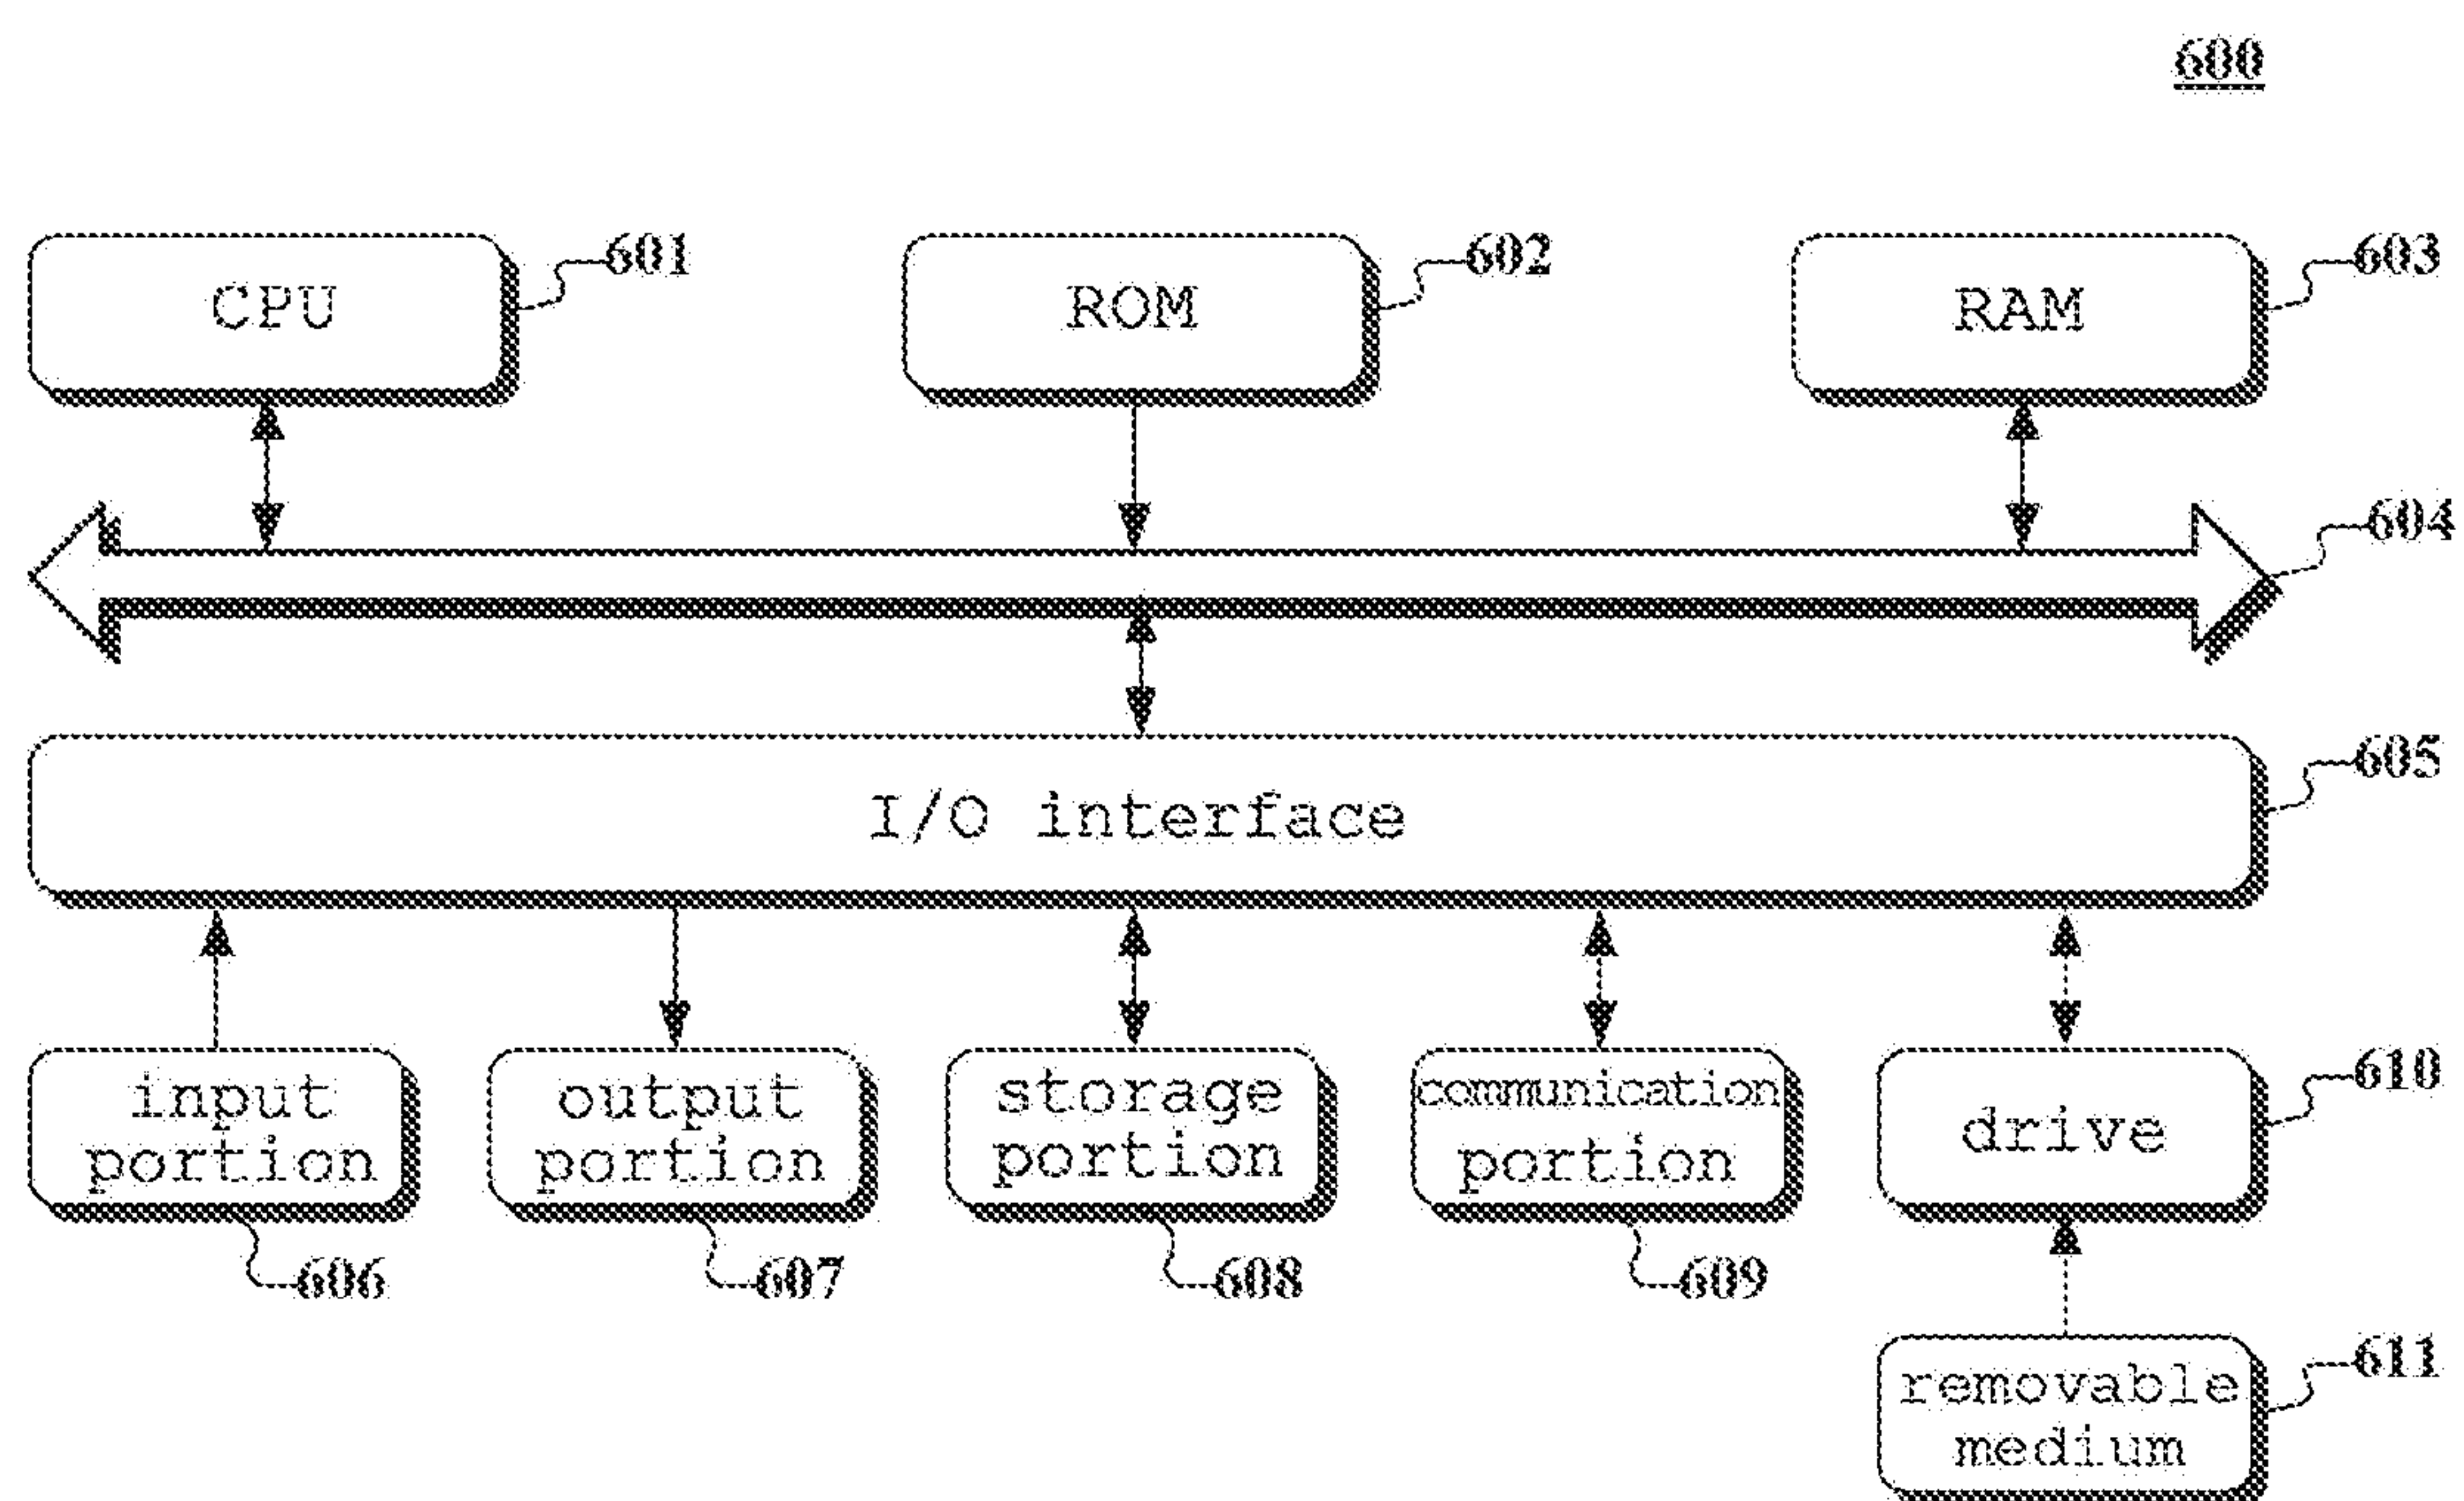 600
CPU
601
ROM
602
RAM
603
604
I/O interface
605
input
portion
606
output
portion
607
storage
portion
608
communication
portion
609
drive
610
removable
medium
611